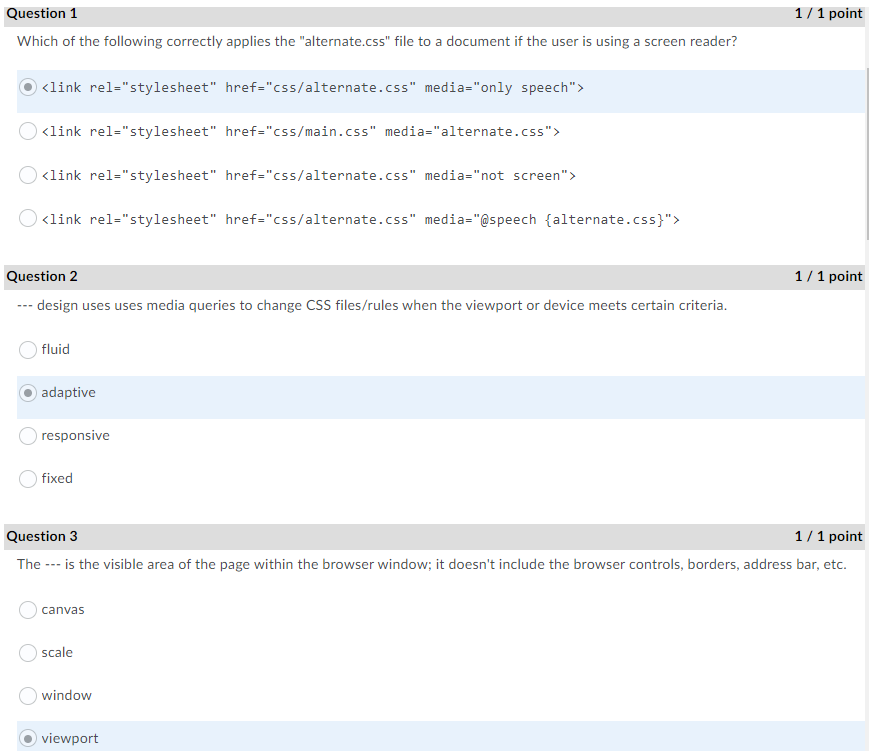 Question 1 1 / 1 point
Which of the following correctly applies the "alternate.css" file to a document if the user is using a screen reader?
<link rel="stylesheet" href="css/alternate.css" media="only speech">
<link rel="stylesheet" href="css/main.css" media="alternate.css">
<link rel="stylesheet" href="css/alternate.css" media="not screen">
<link rel="stylesheet" href="css/alternate.css" media="@speech {alternate.css}">
Question 2 1 / 1 point
--- design uses uses media queries to change CSS files/rules when the viewport or device meets certain criteria.
fluid
adaptive
responsive
fixed
Question 3 1 / 1 point
The --- is the visible area of the page within the browser window; it doesn't include the browser controls, borders, address bar, etc.
canvas
scale
window
viewport